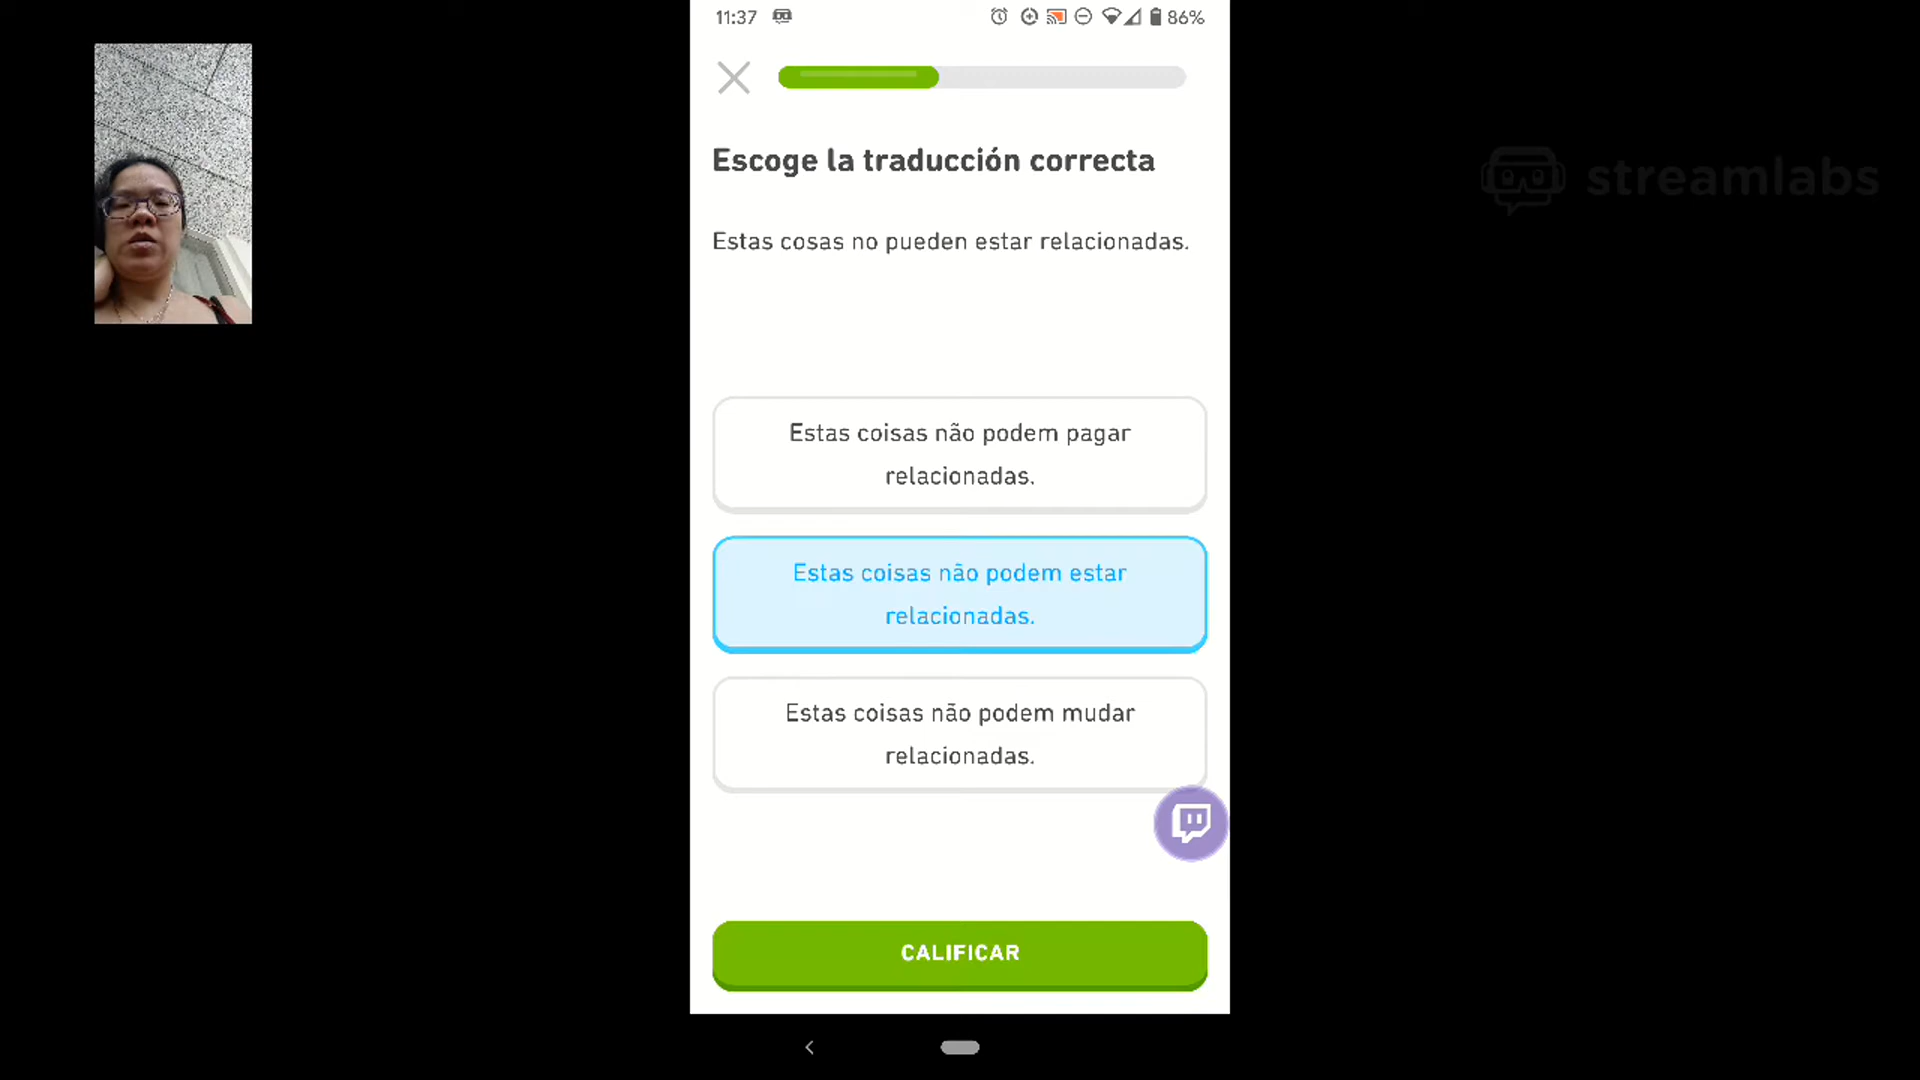 11:37
86%
Escoge la traducción correcta
Estas cosas no pueden estar relacionadas.
Estas coisas não podem pagar
relacionadas.
Estas coisas não podem estar
relacionadas.
Estas coisas não podem mudar
relacionadas.
CALIFICAR
streamlabs